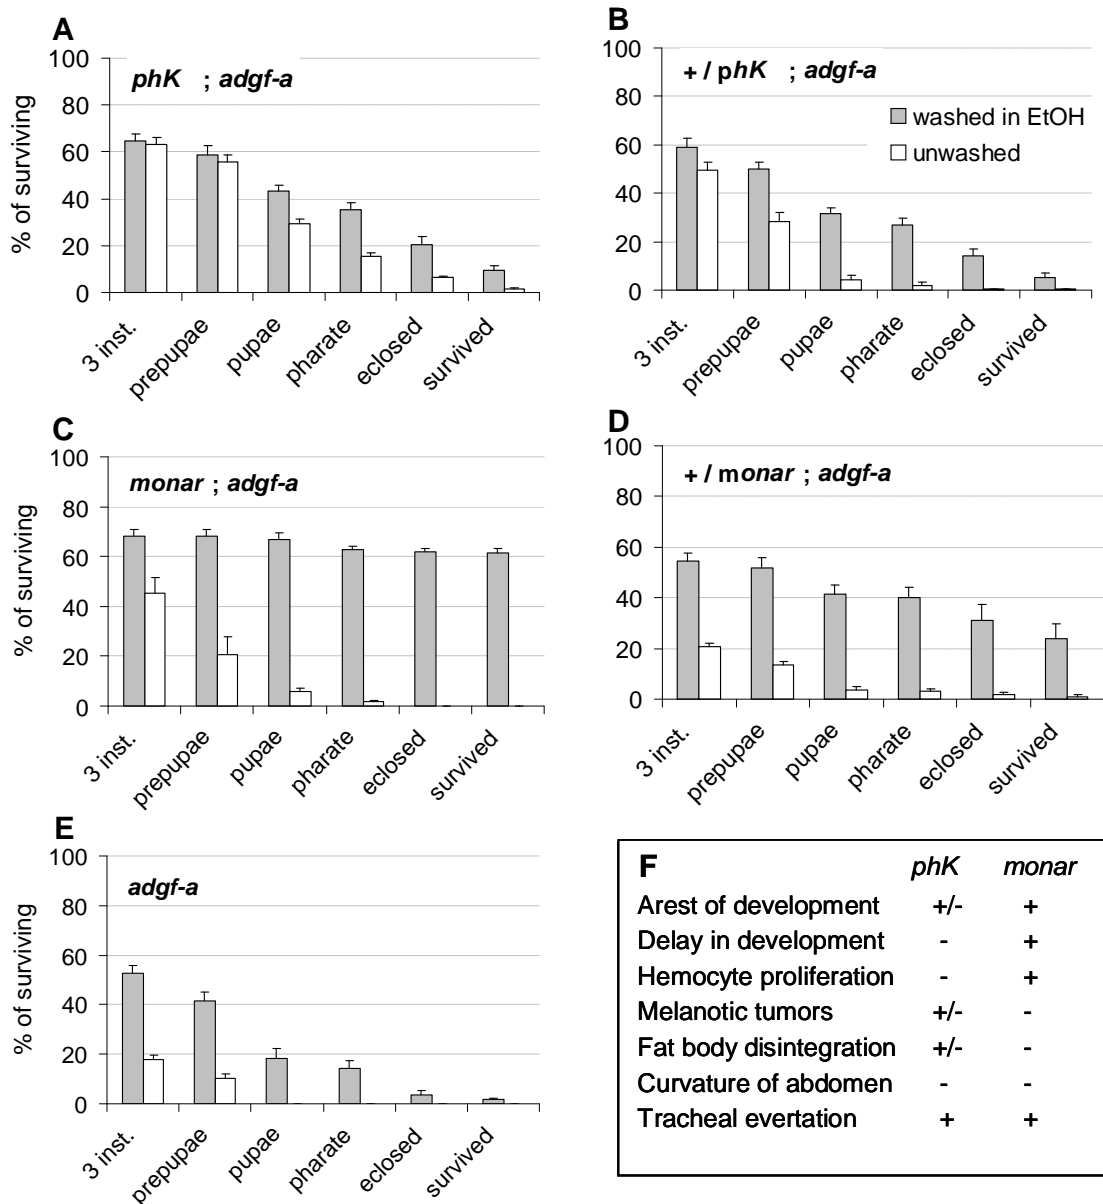 A
phK ; adgf-a
% of surviving
100
80
60
40
20
0
3 inst.
prepupae
pupae
pharate
eclosed
survived
B
+ / phK ; adgf-a
washed in EtOH
unwashed
100
80
60
40
20
0
3 inst.
prepupae
pupae
pharate
eclosed
survived
C
monar ; adgf-a
% of surviving
100
80
60
40
20
0
3 inst.
prepupae
pupae
pharate
eclosed
survived
D
+ / monar ; adgf-a
100
80
60
40
20
0
3 inst.
prepupae
pupae
pharate
eclosed
survived
E
adgf-a
% of surviving
100
80
60
40
20
0
3 inst.
prepupae
pupae
pharate
eclosed
survived
F phK monar
Arest of development +/- +
Delay in development - +
Hemocyte proliferation - +
Melanotic tumors +/- -
Fat body disintegration +/- -
Curvature of abdomen - -
Tracheal evertation + +